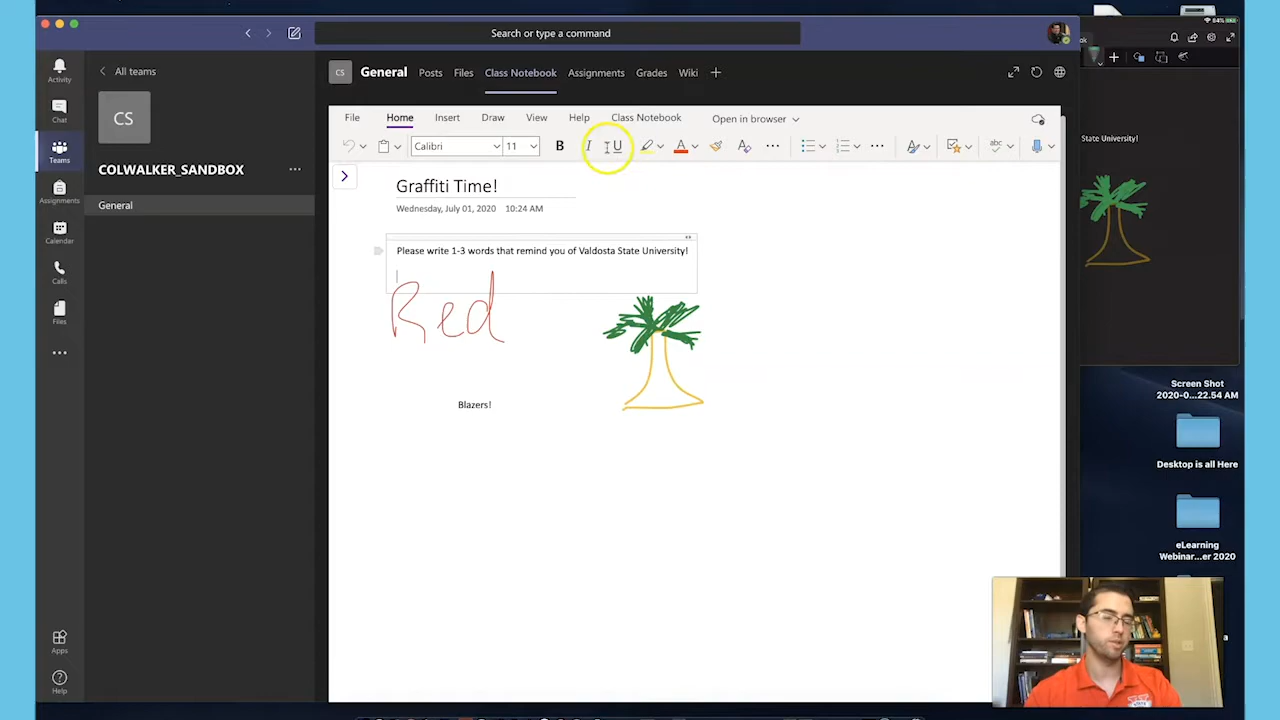 Search or type a command
84%
Activity
Chat
Teams
Assignments
Calendar
Calls
Files
Apps
Help
All teams
CS
COLWALKER_SANDBOX
General
CS
General
Posts
Files
Class Notebook
Assignments
Grades
Wiki
File
Home
Insert
Draw
View
Help
Class Notebook
Open in browser
Calibri
11
B
I
U
A
A
abc
Graffiti Time!
Wednesday, July 01, 2020 10:24 AM
Please write 1-3 words that remind you of Valdosta State University!
Red
Blazers!
State University!
Screen Shot
2020-0...22.54 AM
Desktop is all Here
eLearning
Webinar...er 2020